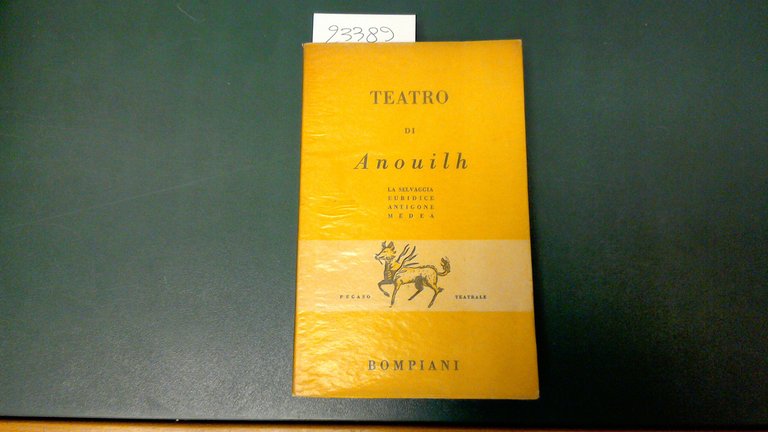 93389
TEATRO
DI
Anouilh
LA SELVAGGIA
EURIDICE
ANTIGONE
MEDEA
PEGASO TEATRALE
BOMPIANI